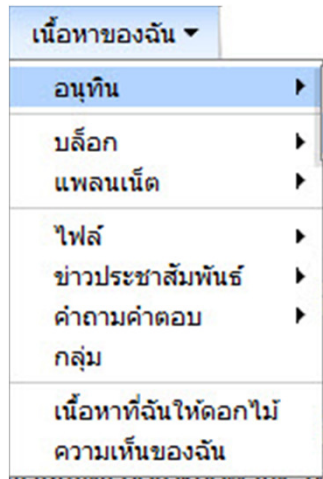 เนื้อหาของฉัน
อนุทิน
บล็อก
แพลนเน็ต
ไฟล์
ข่าวประชาสัมพันธ์
คำถามคำตอบ
กลุ่ม
เนื้อหาที่ฉันให้ดอกไม้
ความเห็นของฉัน